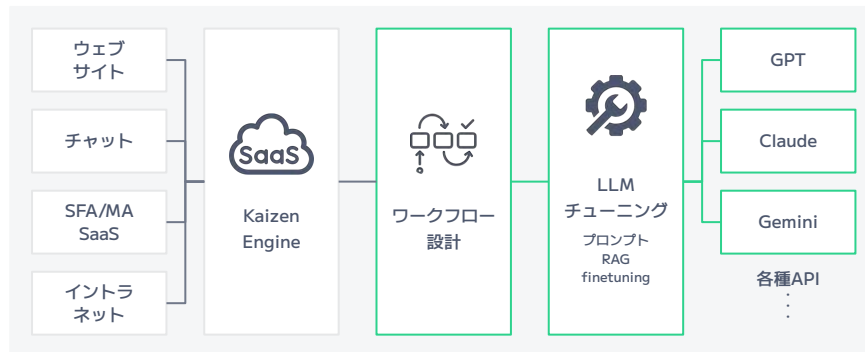 ウェブ
サイト
チャット
SFA/MA
SaaS
イントラ
ネット
SaaS
Kaizen
Engine
ワークフロー
設計
LLM
チューニング
プロンプト
RAG
finetuning
GPT
Claude
Gemini
各種API